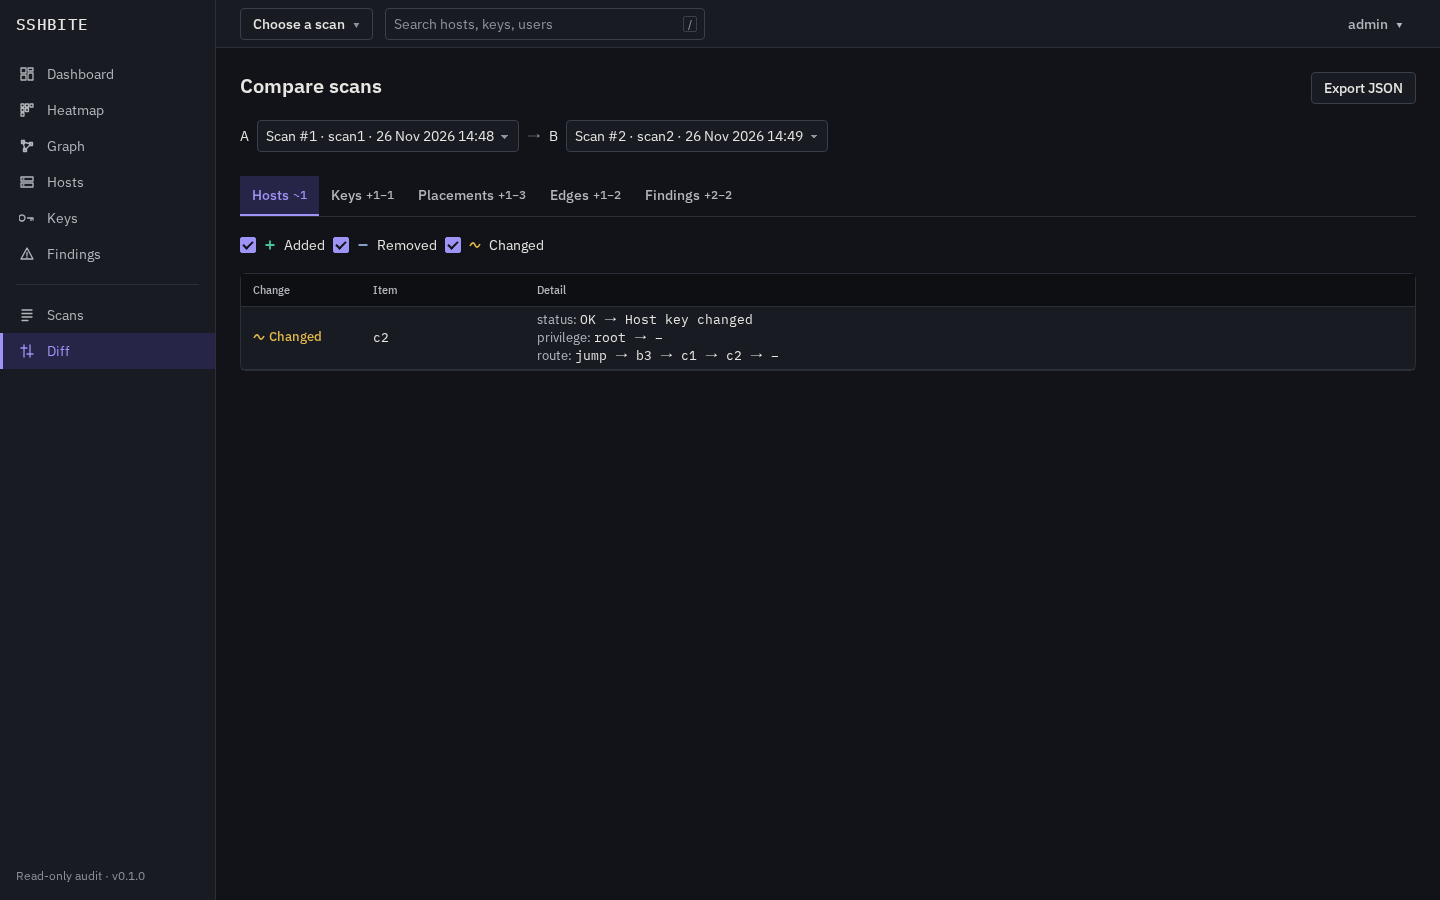 SSHBITE
Choose a scan ▾
Search hosts, keys, users /
admin ▾
Dashboard
Heatmap
Graph
Hosts
Keys
Findings
Scans
Diff
Read-only audit · v0.1.0
Compare scans
Export JSON
A Scan #1 · scan1 · 26 Nov 2026 14:48 → B Scan #2 · scan2 · 26 Nov 2026 14:49
Hosts ~1 Keys +1−1 Placements +1−3 Edges +1−2 Findings +2−2
+ Added − Removed ~ Changed
Change Item Detail
~ Changed c2
status: OK → Host key changed
privilege: root → –
route: jump → b3 → c1 → c2 → –